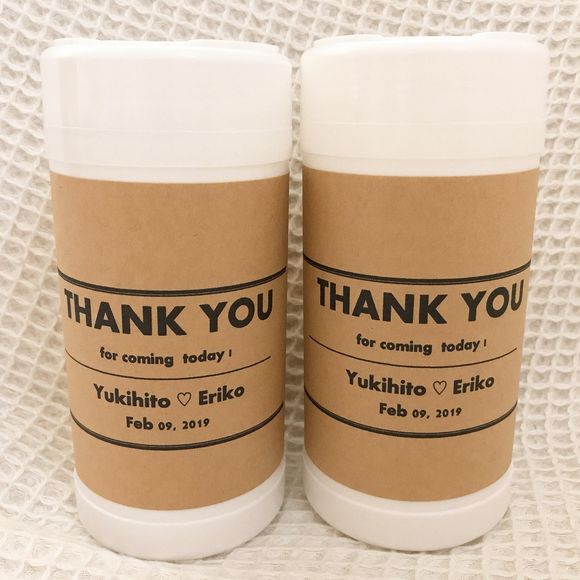 THANK YOU
for coming today!
Yukihito ♡ Eriko
Feb 09, 2019
THANK YOU
for coming today!
Yukihito ♡ Eriko
Feb 09, 2019